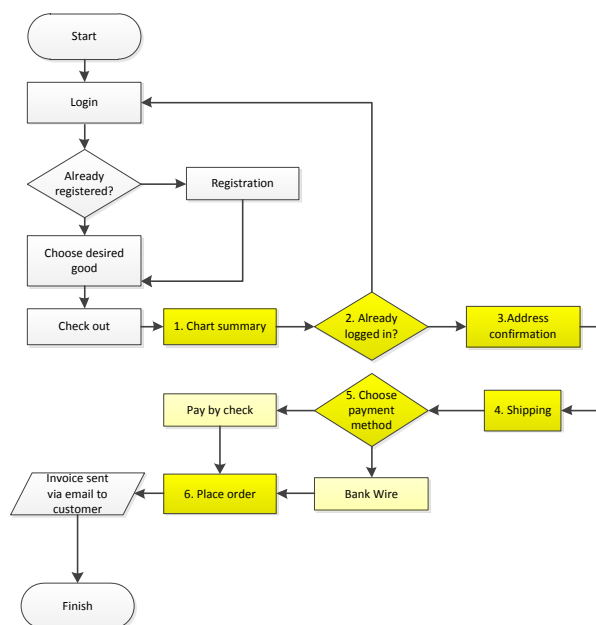 Start
Login
Already
registered?
Registration
Choose desired
good
Check out
1. Chart summary
2. Already
logged in?
3.Address
confirmation
Pay by check
5. Choose
payment
method
4. Shipping
Invoice sent
via email to
customer
6. Place order
Bank Wire
Finish